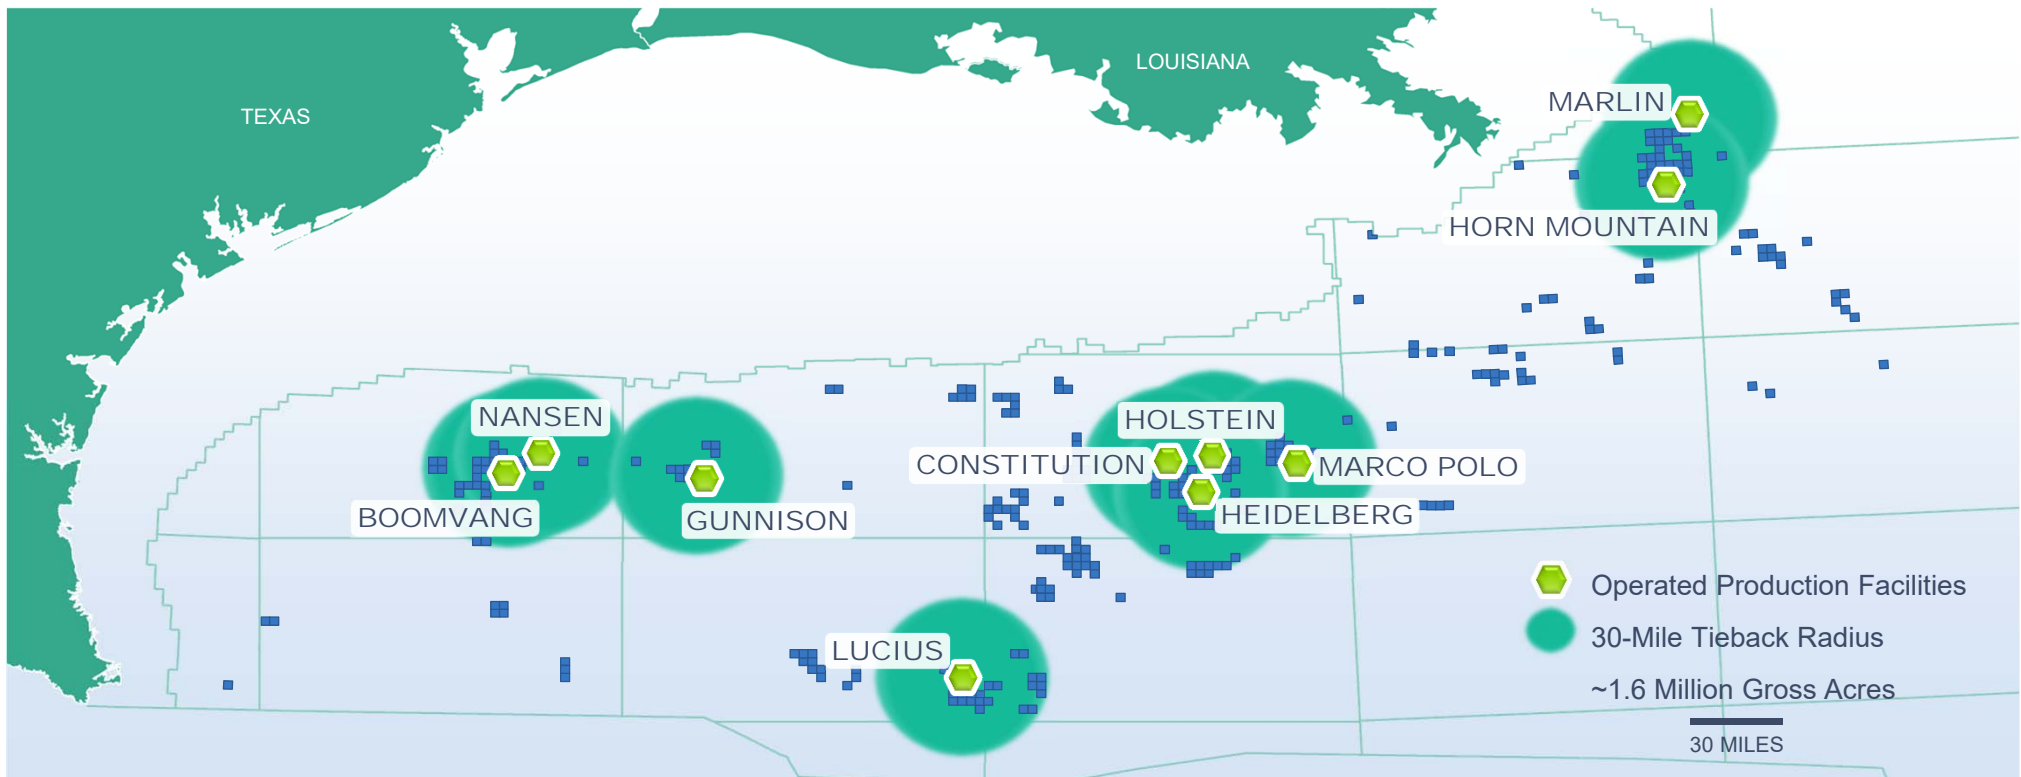 LOUISIANA
TEXAS
MARLIN
HORN MOUNTAIN
NANSEN
BOOMVANG
GUNNISON
HOLSTEIN
CONSTITUTION
MARCO POLO
HEIDELBERG
LUCIUS
Operated Production Facilities
30-Mile Tieback Radius
~1.6 Million Gross Acres
30 MILES